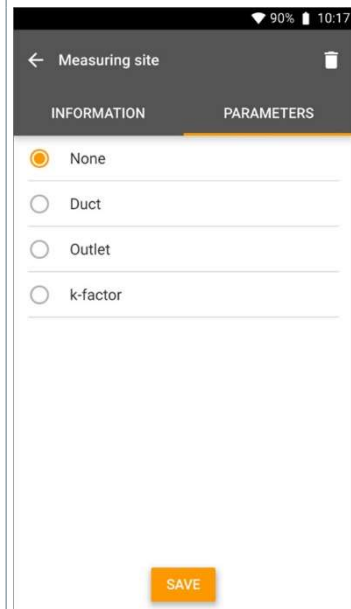 90% 10:17
Measuring site
INFORMATION PARAMETERS
None
Duct
Outlet
k-factor
SAVE